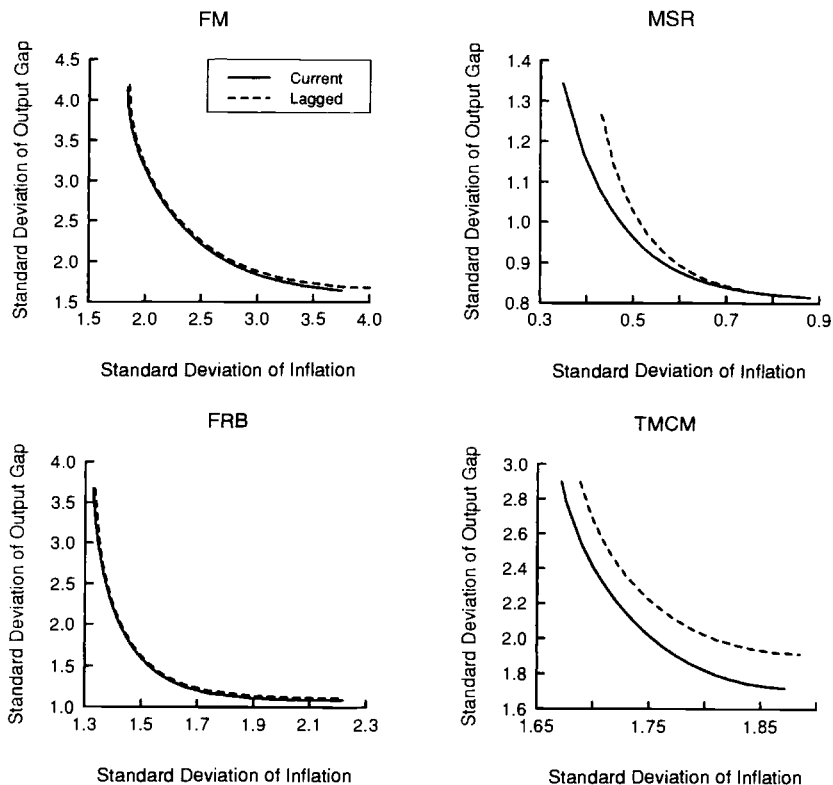 FM
Standard Deviation of Output Gap
4.5
4.0
3.5
3.0
2.5
2.0
1.5
Current
Lagged
1.5 2.0 2.5 3.0 3.5 4.0
Standard Deviation of Inflation
MSR
Standard Deviation of Output Gap
1.4
1.3
1.2
1.1
1.0
0.9
0.8
0.3 0.5 0.7 0.9
Standard Deviation of Inflation
FRB
Standard Deviation of Output Gap
4.0
3.5
3.0
2.5
2.0
1.5
1.0
1.3 1.5 1.7 1.9 2.1 2.3
Standard Deviation of Inflation
TMCM
Standard Deviation of Output Gap
3.0
2.8
2.6
2.4
2.2
2.0
1.8
1.6
1.65 1.75 1.85
Standard Deviation of Inflation